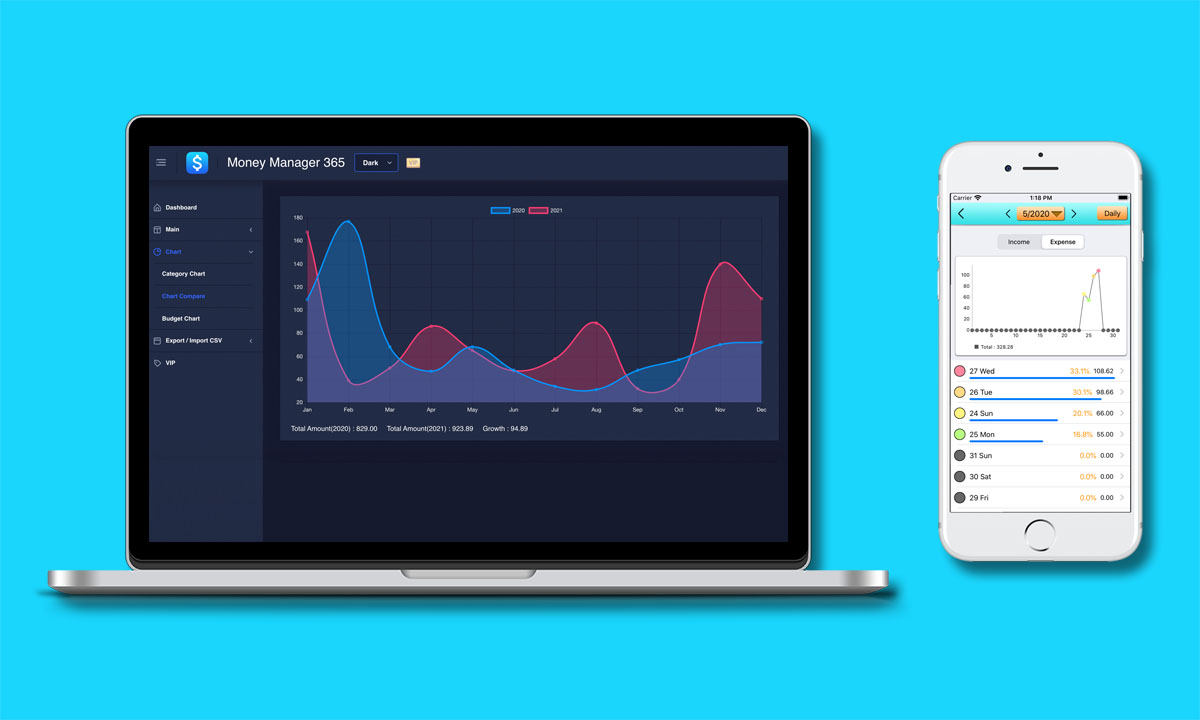 Money Manager 365
Dark
VIP
Dashboard
Main
Chart
Category Chart
Chart Compare
Budget Chart
Export / Import CSV
VIP
2020 2021
180
160
140
120
100
80
60
40
20
Jan Feb Mar Apr May Jun Jul Aug Sep Oct Nov Dec
Total Amount(2020) : 829.00 Total Amount(2021) : 923.89 Growth : 94.89
Carrier 1:18 PM
5/2020 Daily
Income Expense
100
80
60
40
20
0
5 10 15 20 25 30
Total : 328.28
27 Wed 33.1% 108.62
26 Tue 30.1% 98.66
24 Sun 20.1% 66.00
25 Mon 16.8% 55.00
31 Sun 0.0% 0.00
30 Sat 0.0% 0.00
29 Fri 0.0% 0.00